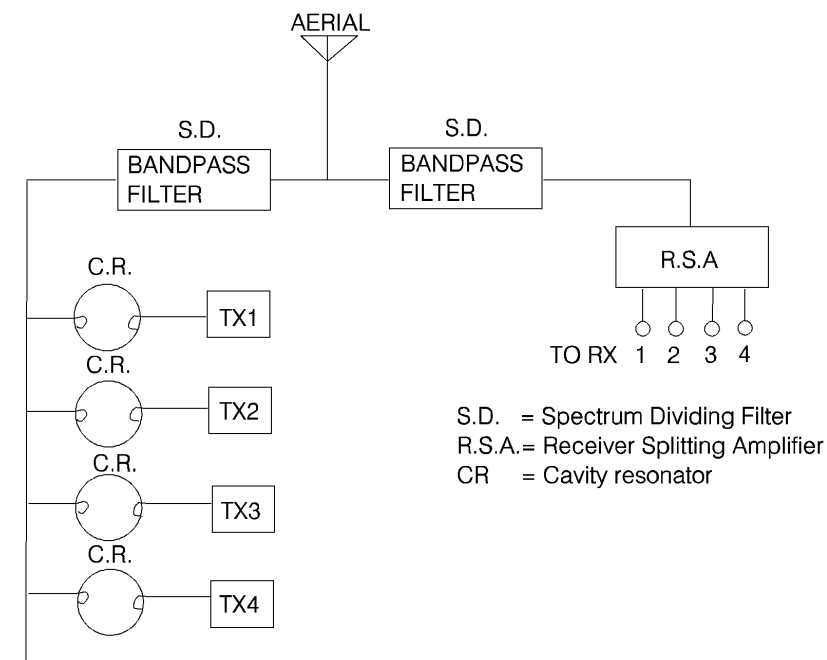 AERIAL
S.D.
BANDPASS
FILTER
S.D.
BANDPASS
FILTER
R.S.A
TO RX 1 2 3 4
C.R.
TX1
C.R.
TX2
C.R.
TX3
C.R.
TX4
S.D. = Spectrum Dividing Filter
R.S.A.= Receiver Splitting Amplifier
CR = Cavity resonator